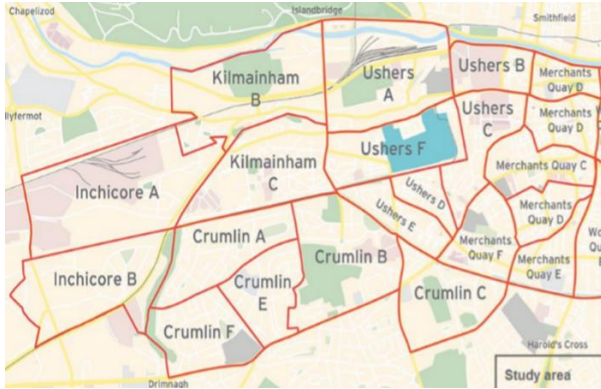 Chapelizod
Islandbridge
Smithfield
Kilmainham
B
Ushers
A
Ushers B
Merchants
Quay D
llyfermot
Ushers
C
Merchants
Quay D
Ushers F
Kilmainham
C
Merchants Quay C
Inchicore A
Ushers D
Ushers E
Merchants
Quay D
Crumlin A
Crumlin B
Merchants
Quay F
Merchants
Quay E
Inchicore B
Crumlin
E
Crumlin C
Crumlin F
Harold's Cross
Drimnagh
Study area